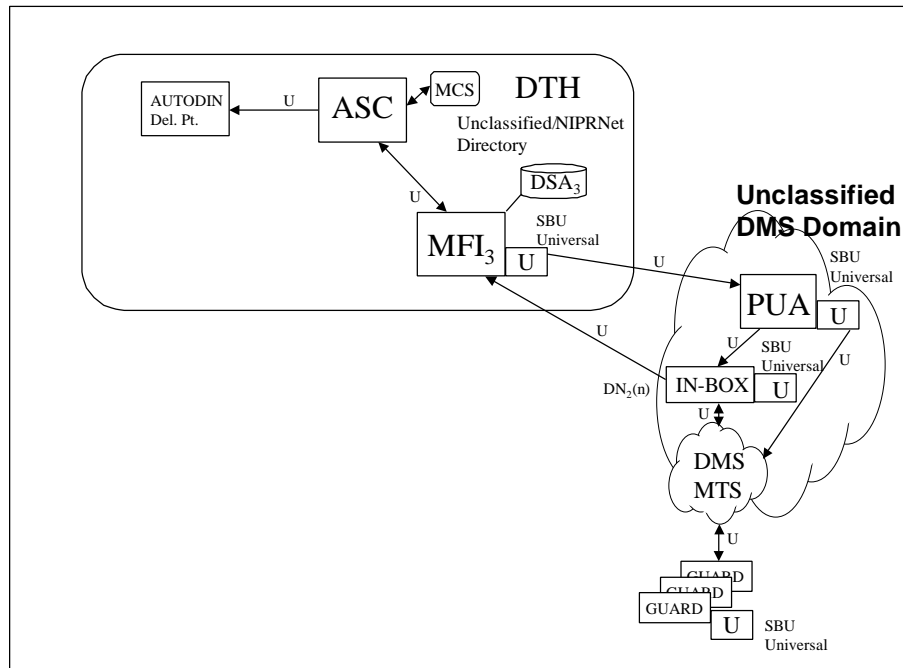 AUTODIN
Del. Pt.
U
ASC
MCS
DTH
Unclassified/NIPRNet
Directory
U
DSA₃
MFI₃
SBU
Universal
U
U
Unclassified
DMS Domain
SBU
Universal
PUA
U
U
U
SBU
Universal
U
IN-BOX
U
DN₂(n)
U
DMS
MTS
U
GUARD
GUARD
GUARD
U
SBU
Universal